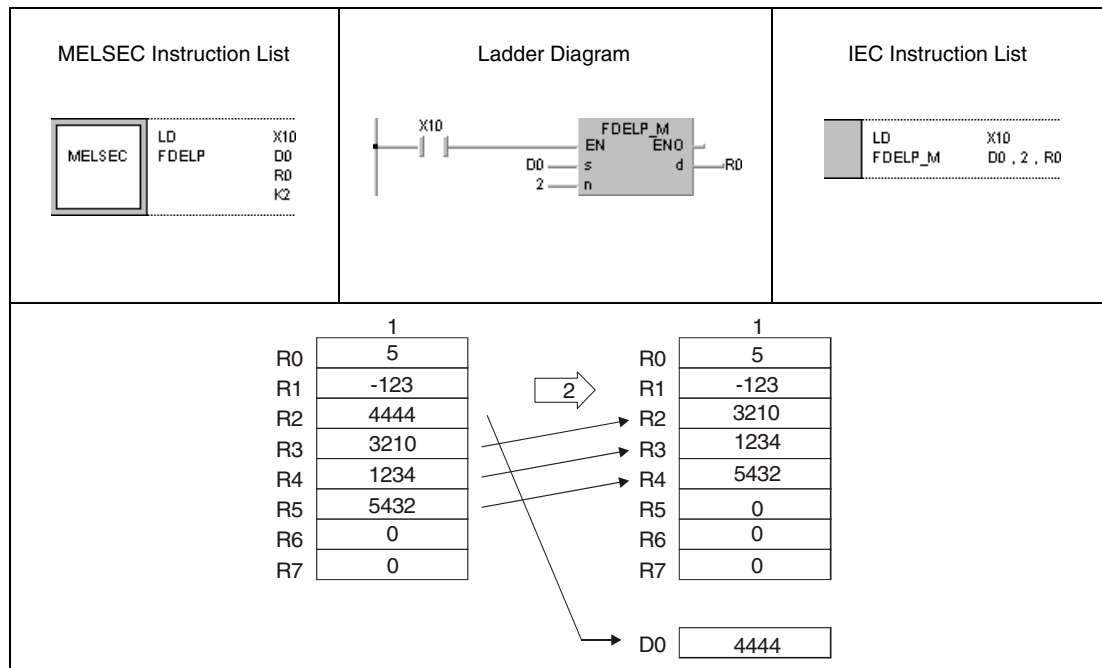 MELSEC Instruction List
MELSEC
LD X10
FDELP D0
R0
K2
Ladder Diagram
X10
FDELP_M
EN ENO
D0 s d R0
2 n
IEC Instruction List
LD X10
FDELP_M D0 , 2 , R0
1
R0 5
R1 -123
R2 4444
R3 3210
R4 1234
R5 5432
R6 0
R7 0
2
1
R0 5
R1 -123
R2 3210
R3 1234
R4 5432
R5 0
R6 0
R7 0
D0 4444